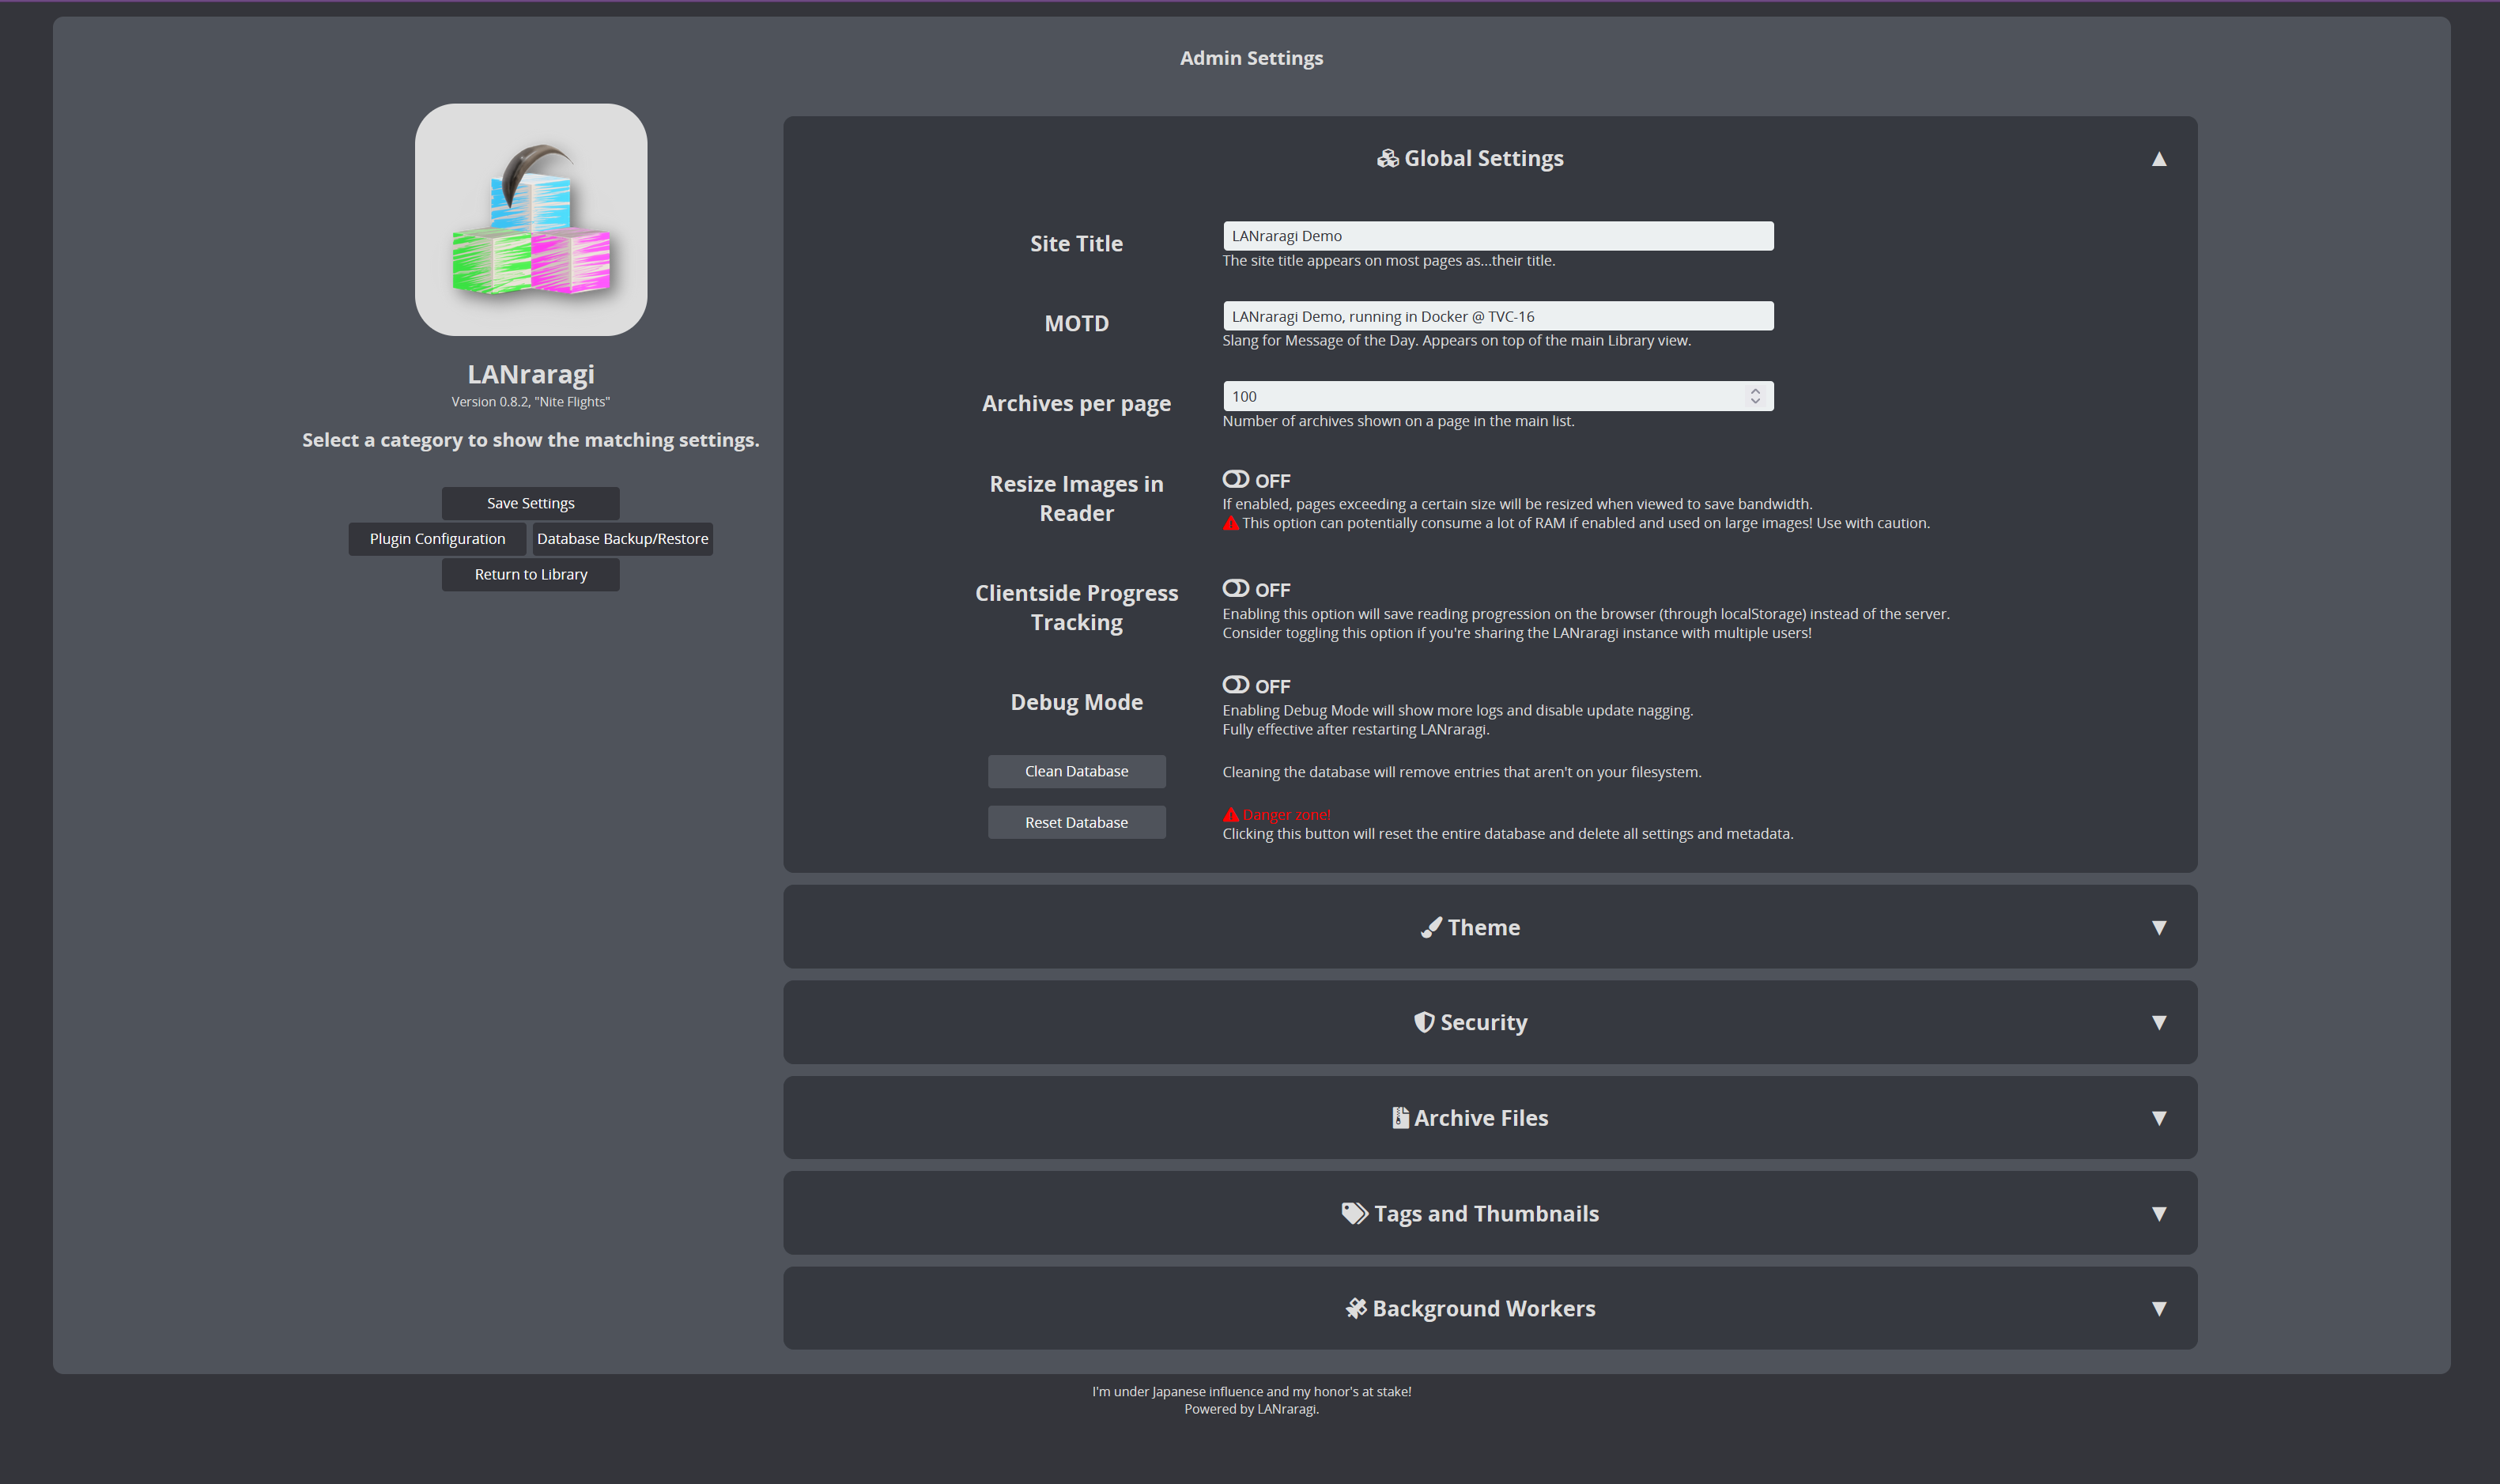 Admin Settings
LANraragi
Version 0.8.2, "Nite Flights"
Select a category to show the matching settings.
Save Settings
Plugin Configuration
Database Backup/Restore
Return to Library
Global Settings
▲
Site Title
LANraragi Demo
The site title appears on most pages as...their title.
MOTD
LANraragi Demo, running in Docker @ TVC-16
Slang for Message of the Day. Appears on top of the main Library view.
Archives per page
100
Number of archives shown on a page in the main list.
Resize Images in
Reader
OFF
If enabled, pages exceeding a certain size will be resized when viewed to save bandwidth.
This option can potentially consume a lot of RAM if enabled and used on large images! Use with caution.
Clientside Progress
Tracking
OFF
Enabling this option will save reading progression on the browser (through localStorage) instead of the server.
Consider toggling this option if you're sharing the LANraragi instance with multiple users!
Debug Mode
OFF
Enabling Debug Mode will show more logs and disable update nagging.
Fully effective after restarting LANraragi.
Clean Database
Cleaning the database will remove entries that aren't on your filesystem.
Reset Database
Danger zone!
Clicking this button will reset the entire database and delete all settings and metadata.
Theme
▼
Security
▼
Archive Files
▼
Tags and Thumbnails
▼
Background Workers
▼
I'm under Japanese influence and my honor's at stake!
Powered by LANraragi.